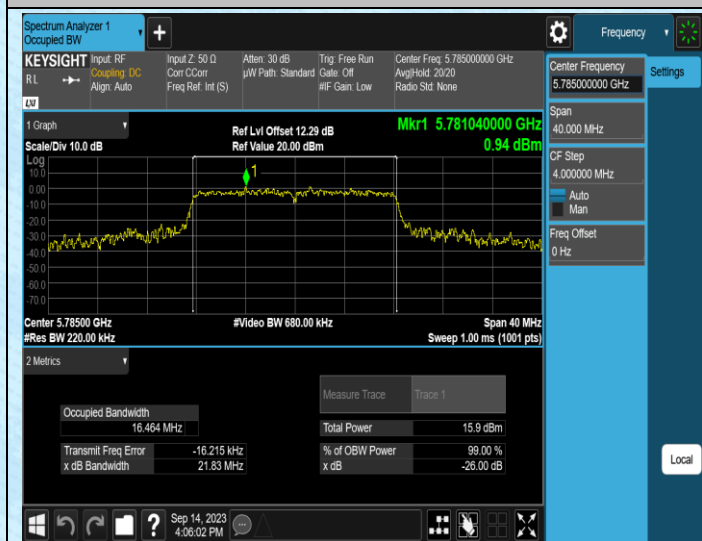 Spectrum Analyzer 1
Occupied BW
Frequency
KEYSIGHT
R L
LXI
Input: RF
Coupling: DC
Align: Auto
Input Z: 50 Ω
Corr CCorr
Freq Ref: Int (S)
Atten: 30 dB
µW Path: Standard
Trig: Free Run
Gate: Off
#IF Gain: Low
Center Freq: 5.785000000 GHz
Avg|Hold: 20/20
Radio Std: None
Center Frequency
5.785000000 GHz
Settings
Span
40.000 MHz
CF Step
4.000000 MHz
Auto
Man
Freq Offset
0 Hz
1 Graph
Scale/Div 10.0 dB
Ref Lvl Offset 12.29 dB
Ref Value 20.00 dBm
Mkr1 5.781040000 GHz
0.94 dBm
Log
10.0
0.00
-10.0
-20.0
-30.0
-40.0
-50.0
-60.0
-70.0
1
Center 5.78500 GHz
#Res BW 220.00 kHz
#Video BW 680.00 kHz
Span 40 MHz
Sweep 1.00 ms (1001 pts)
2 Metrics
Measure Trace
Trace 1
Occupied Bandwidth
16.464 MHz
Total Power
15.9 dBm
Transmit Freq Error
-16.215 kHz
% of OBW Power
99.00 %
x dB Bandwidth
21.83 MHz
x dB
-26.00 dB
Local
Sep 14, 2023
4:06:02 PM